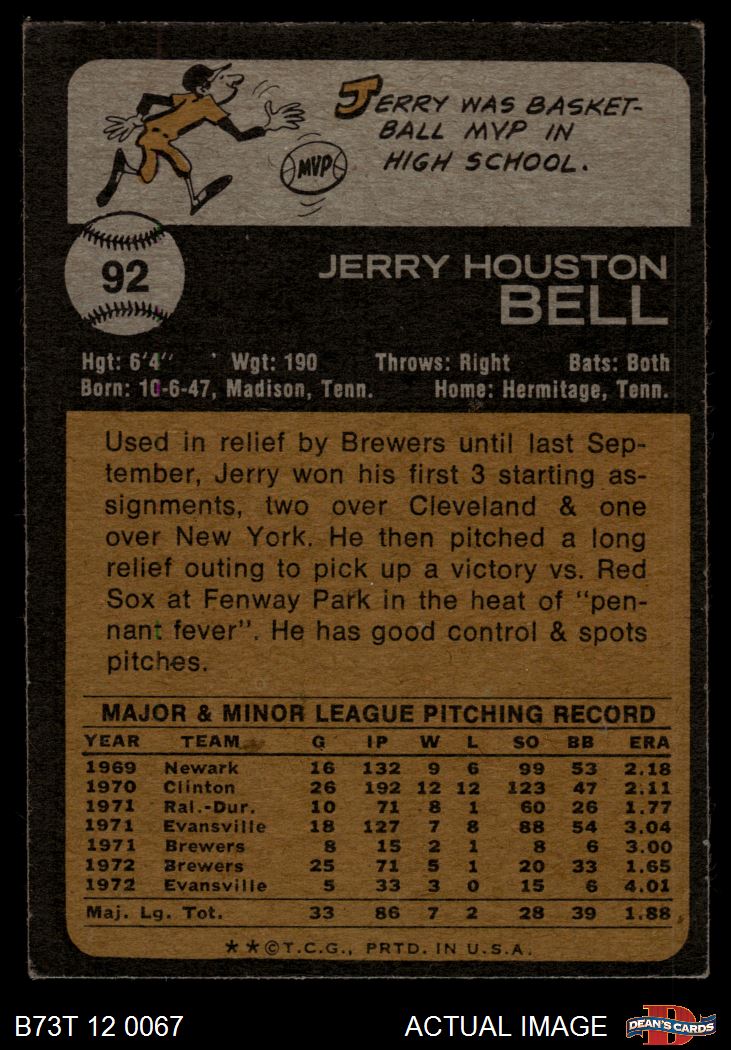 JERRY WAS BASKET-
BALL MVP IN
HIGH SCHOOL.
MVP
92
JERRY HOUSTON
BELL
Hgt: 6'4" Wgt: 190 Throws: Right Bats: Both
Born: 10-6-47, Madison, Tenn. Home: Hermitage, Tenn.
Used in relief by Brewers until last Sep-
tember, Jerry won his first 3 starting as-
signments, two over Cleveland & one
over New York. He then pitched a long
relief outing to pick up a victory vs. Red
Sox at Fenway Park in the heat of "pen-
nant fever". He has good control & spots
pitches.
MAJOR & MINOR LEAGUE PITCHING RECORD
YEAR TEAM G IP W L SO BB ERA
1969 Newark 16 132 9 6 99 53 2.18
1970 Clinton 26 192 12 12 123 47 2.11
1971 Ral.-Dur. 10 71 8 1 60 26 1.77
1971 Evansville 18 127 7 8 88 54 3.04
1971 Brewers 8 15 2 1 8 6 3.00
1972 Brewers 25 71 5 1 20 33 1.65
1972 Evansville 5 33 3 0 15 6 4.01
Maj. Lg. Tot. 33 86 7 2 28 39 1.88
**©T.C.G., PRTD. IN U.S.A.
B73T 12 0067 ACTUAL IMAGE
D DEAN'S CARDS